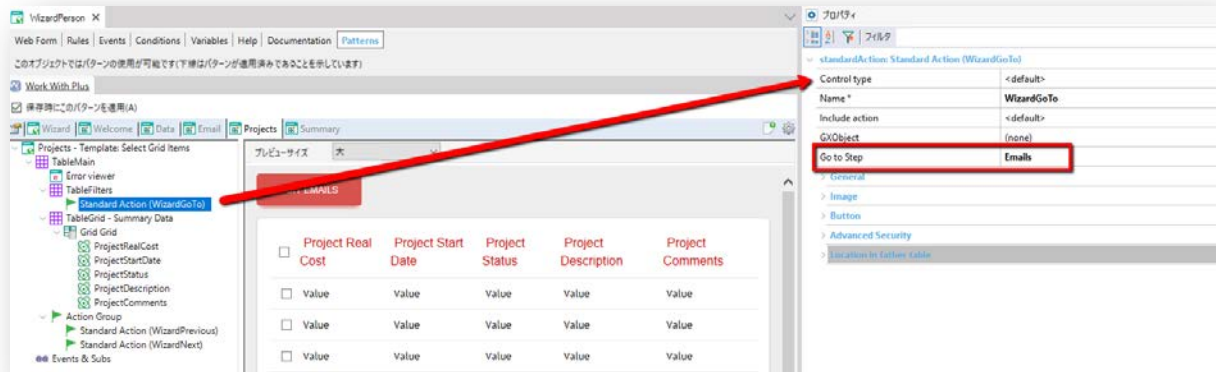 WizardPerson
Web Form Rules Events Conditions Variables Help Documentation Patterns
このオブジェクトではパターンの使用が可能です(下線はパターンが適用済みであることを示しています)
Work With Plus
保存時にこのパターンを適用(A)
Wizard Welcome Data Email Projects Summary
Projects - Template: Select Grid Items
TableMain
Error viewer
TableFilters
Standard Action (WizardGoTo)
TableGrid - Summary Data
Grid Grid
ProjectRealCost
ProjectStartDate
ProjectStatus
ProjectDescription
ProjectComments
Action Group
Standard Action (WizardPrevious)
Standard Action (WizardNext)
Events & Subs
プレビューサイズ 大
EMAILS
Project Real Cost Project Start Date Project Status Project Description Project Comments
Value Value Value Value Value
Value Value Value Value Value
Value Value Value Value Value
プロパティ
フィルタ
standardAction: Standard Action (WizardGoTo)
Control type <default>
Name * WizardGoTo
Include action <default>
GXObject (none)
Go to Step Emails
General
Image
Button
Advanced Security
Location in father table